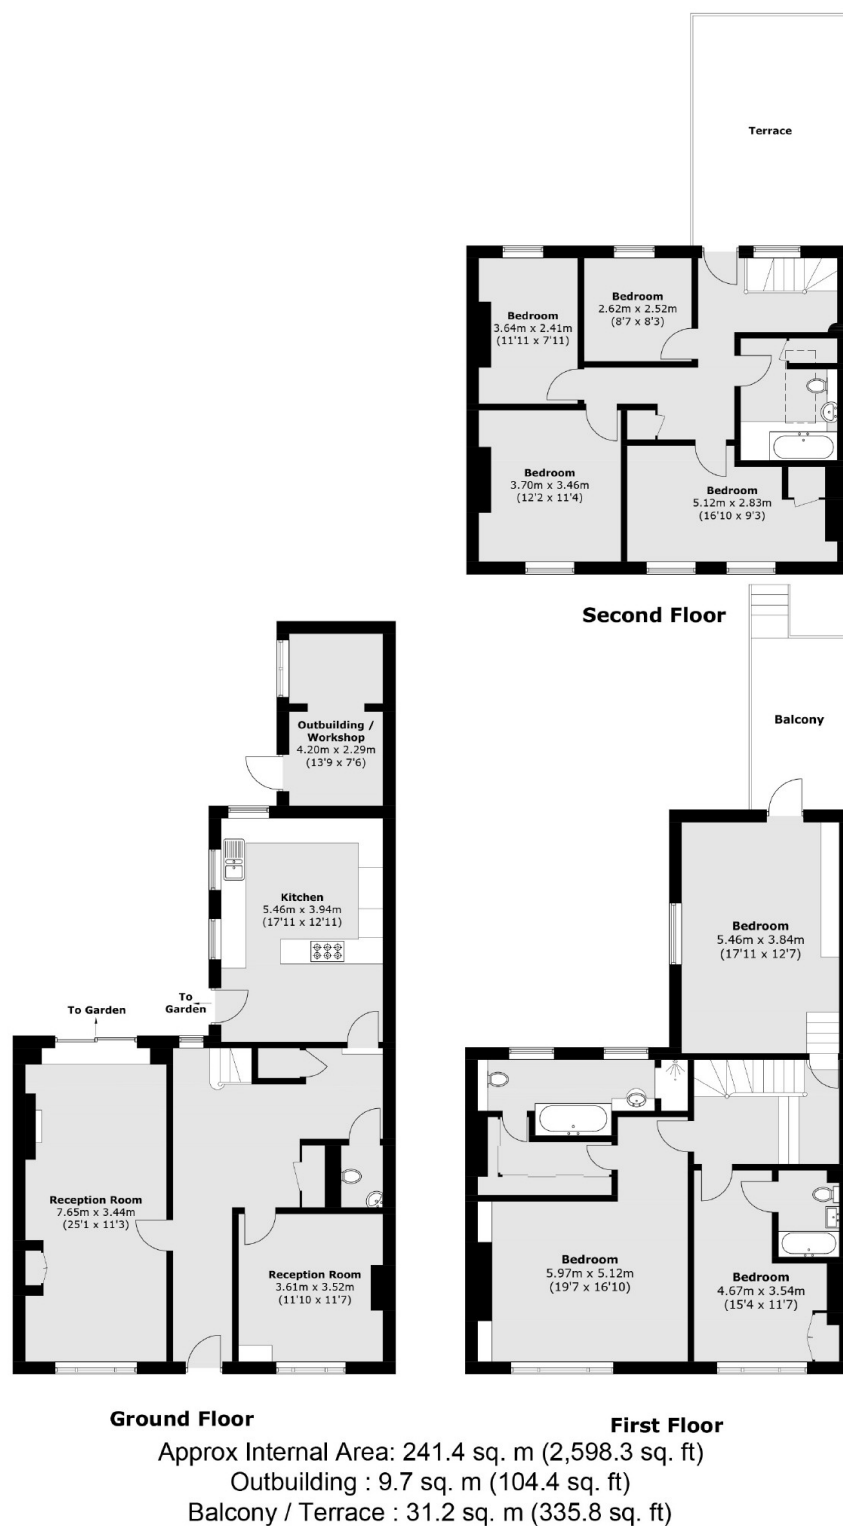 Terrace
Bedroom
3.64m x 2.41m
(11'11 x 7'11)
Bedroom
2.62m x 2.52m
(8'7 x 8'3)
Bedroom
3.70m x 3.46m
(12'2 x 11'4)
Bedroom
5.12m x 2.83m
(16'10 x 9'3)
Second Floor
Outbuilding /
Workshop
4.20m x 2.29m
(13'9 x 7'6)
Kitchen
5.46m x 3.94m
(17'11 x 12'11)
To Garden
To
Garden
Reception Room
7.65m x 3.44m
(25'1 x 11'3)
Reception Room
3.61m x 3.52m
(11'10 x 11'7)
Ground Floor
Balcony
Bedroom
5.46m x 3.84m
(17'11 x 12'7)
Bedroom
5.97m x 5.12m
(19'7 x 16'10)
Bedroom
4.67m x 3.54m
(15'4 x 11'7)
First Floor
Approx Internal Area: 241.4 sq. m (2,598.3 sq. ft)
Outbuilding : 9.7 sq. m (104.4 sq. ft)
Balcony / Terrace : 31.2 sq. m (335.8 sq. ft)